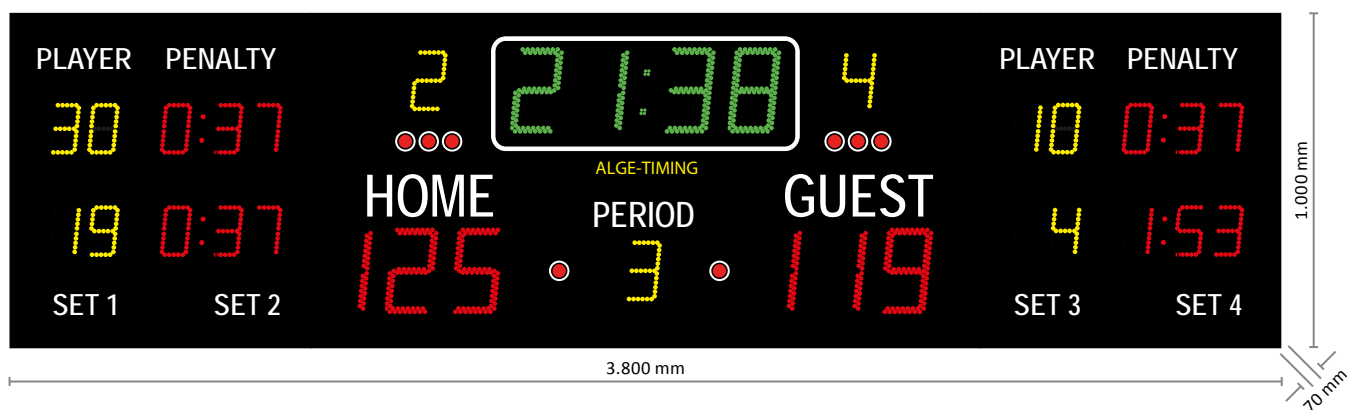 PLAYER PENALTY 2 21:38 4 PLAYER PENALTY
30 0:37 10 0:37
ALGE-TIMING
HOME GUEST
PERIOD
19 0:37 4 1:53
125 3 119
SET 1 SET 2 SET 3 SET 4
1.000 mm
3.800 mm
70 mm